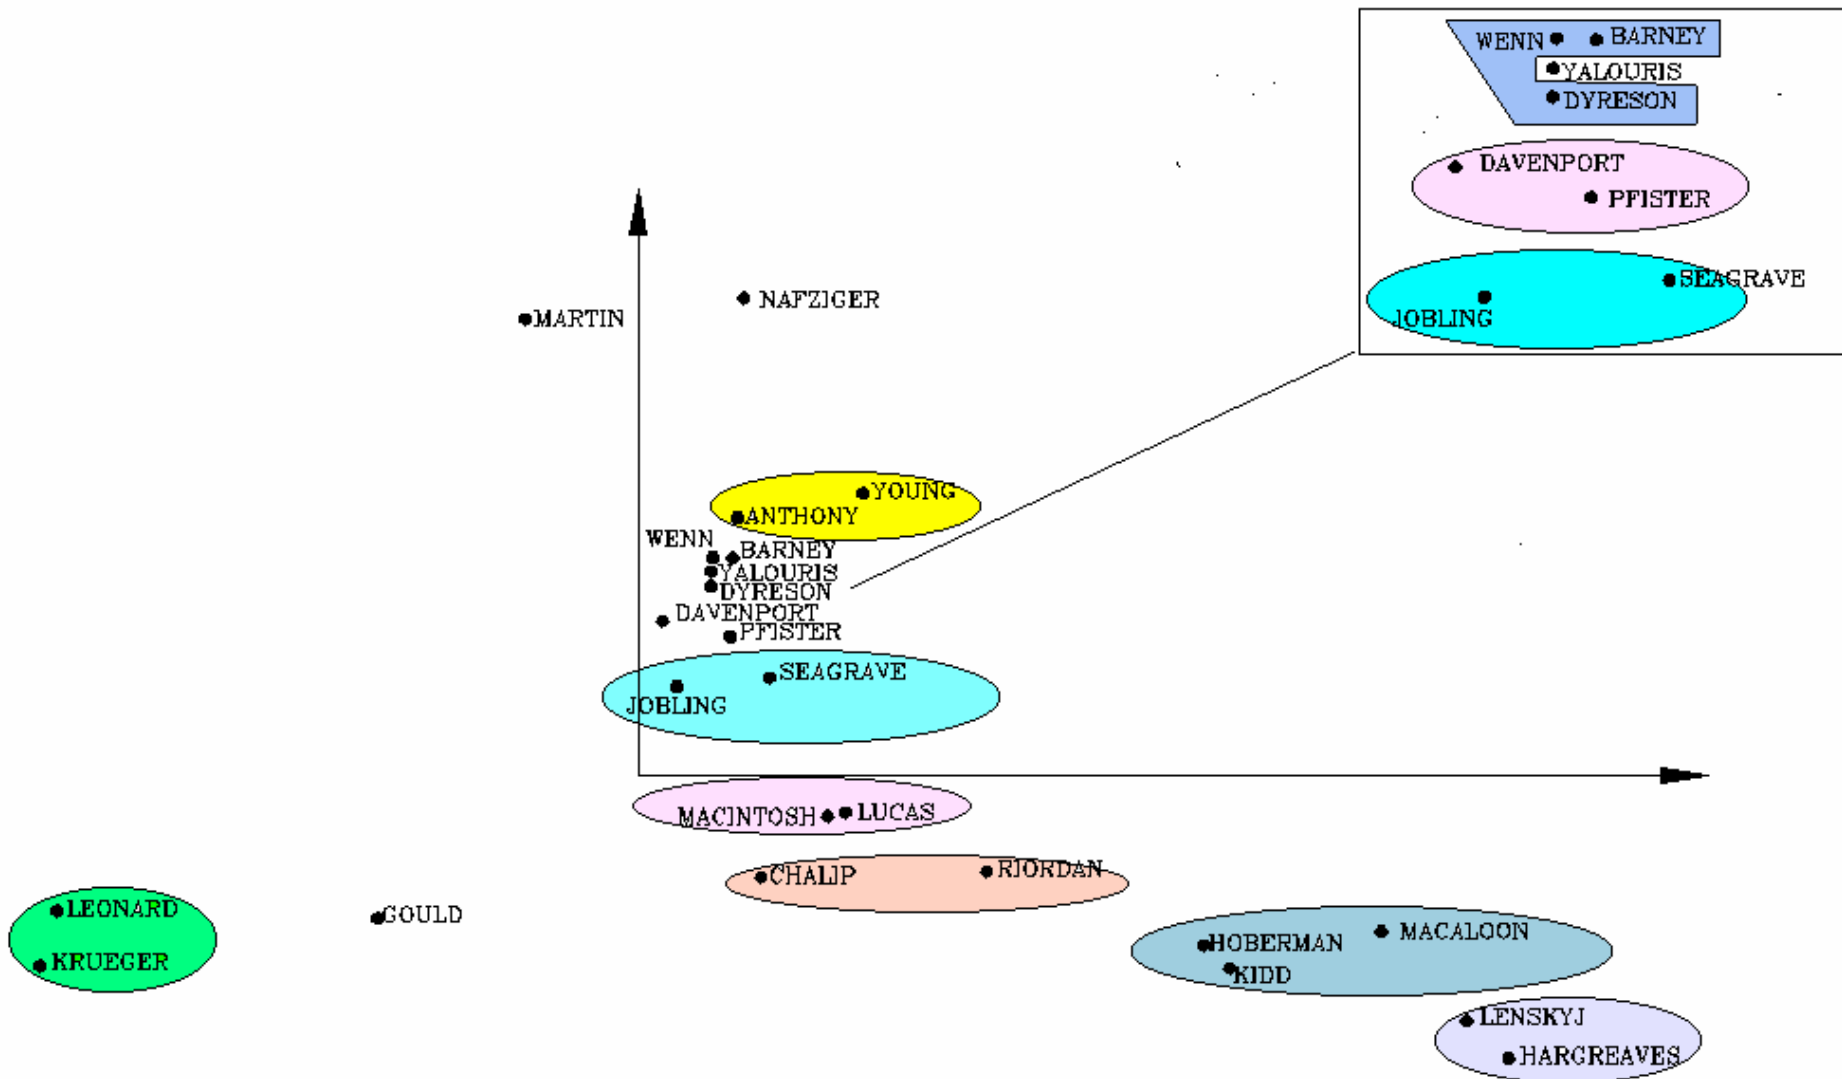 WENN BARNEY
YALOURIS
DYRESON
DAVENPORT
PFISTER
SEAGRAVE
JOBLING
NAFZIGER
MARTIN
YOUNG
ANTHONY
WENN BARNEY
YALOURIS
DYRESON
DAVENPORT
PFISTER
SEAGRAVE
JOBLING
MACINTOSH LUCAS
CHALIP RIORDAN
LEONARD GOULD
KRUEGER
MACALOON
HOBERMAN
KIDD
LENSKYJ
HARGREAVES